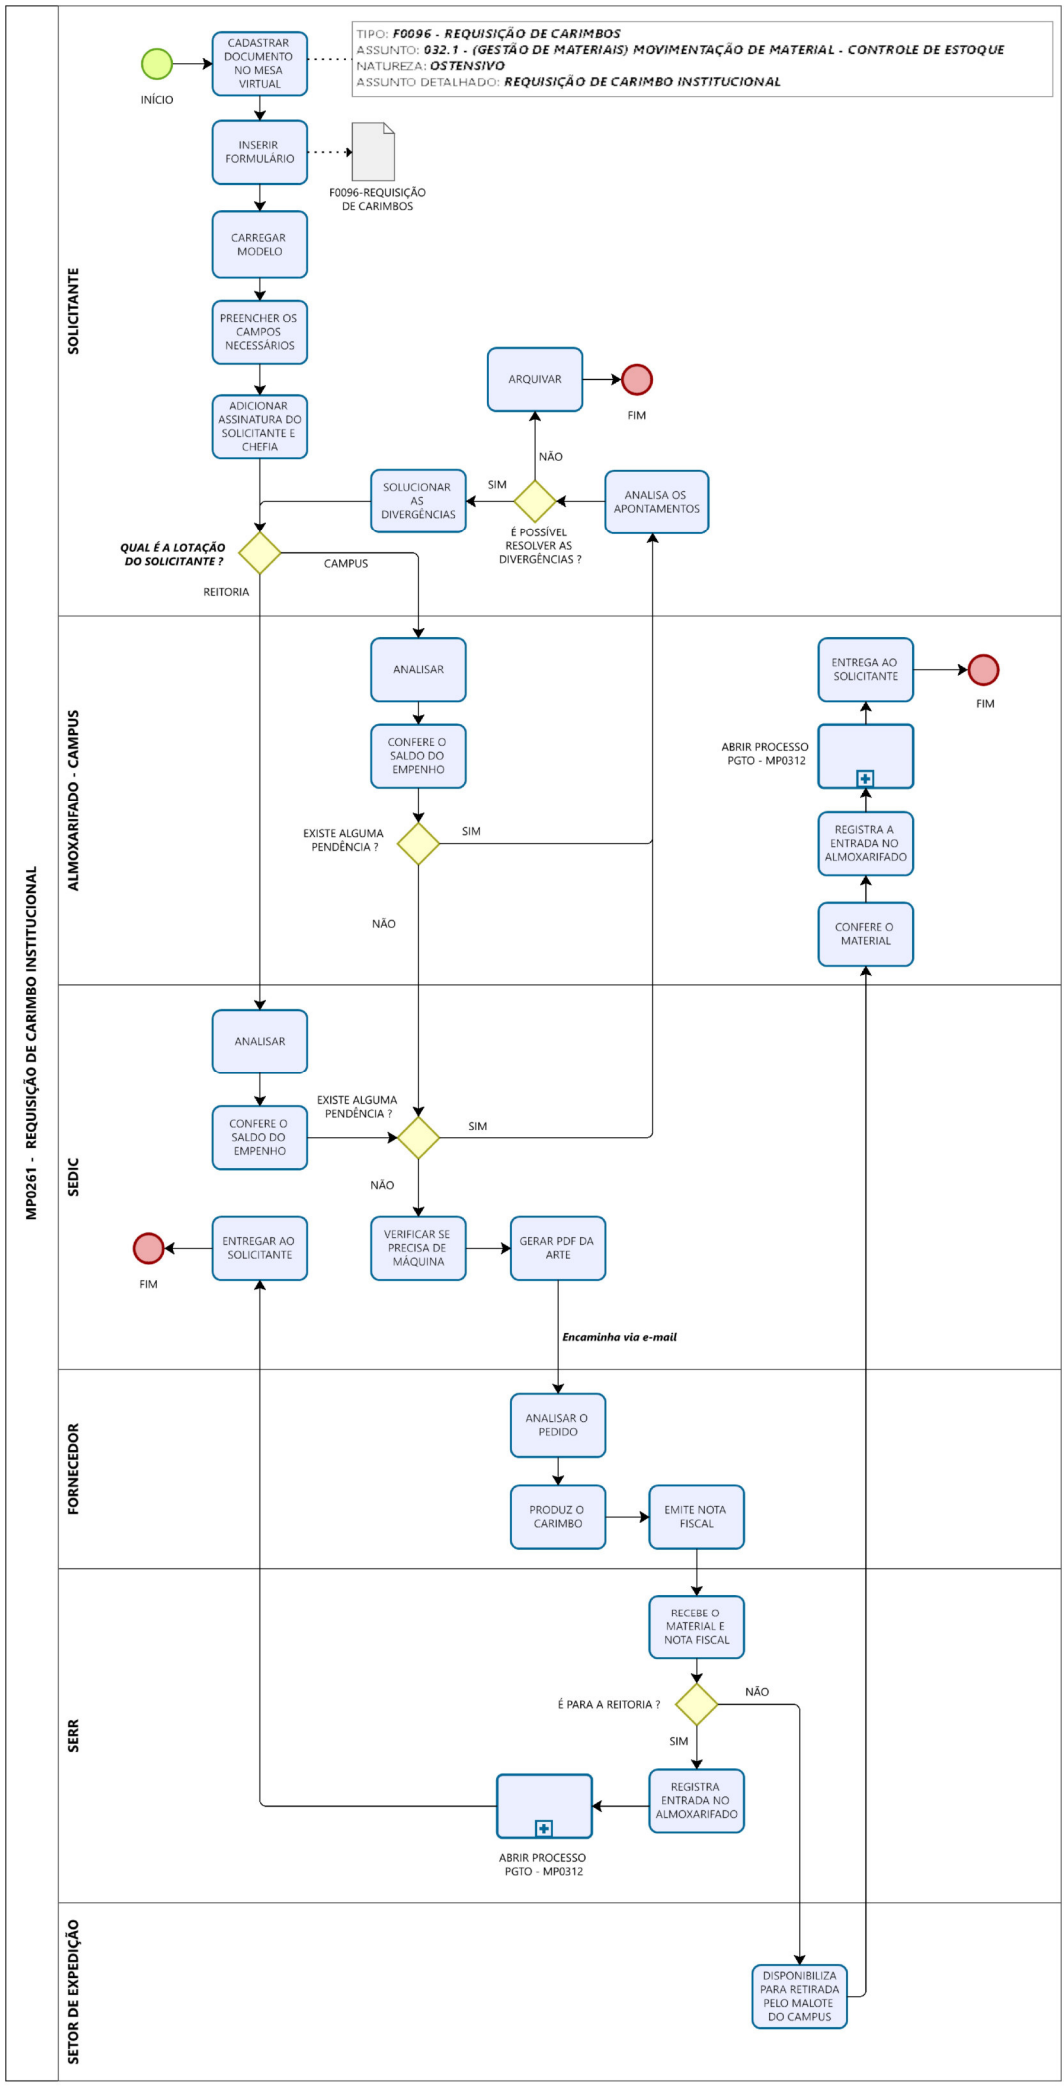 MP0261 - REQUISIÇÃO DE CARIMBO INSTITUCIONAL
SOLICITANTE
INÍCIO
CADASTRAR
DOCUMENTO
NO MESA
VIRTUAL
TIPO: F0096 - REQUISIÇÃO DE CARIMBOS
ASSUNTO: 032.1 - (GESTÃO DE MATERIAIS) MOVIMENTAÇÃO DE MATERIAL - CONTROLE DE ESTOQUE
NATUREZA: OSTENSIVO
ASSUNTO DETALHADO: REQUISIÇÃO DE CARIMBO INSTITUCIONAL
INSERIR
FORMULÁRIO
F0096-REQUISIÇÃO
DE CARIMBOS
CARREGAR
MODELO
PREENCHER OS
CAMPOS
NECESSÁRIOS
ADICIONAR
ASSINATURA DO
SOLICITANTE E
CHEFIA
ARQUIVAR
FIM
NÃO
SOLUCIONAR
AS
DIVERGÊNCIAS
SIM
É POSSÍVEL
RESOLVER AS
DIVERGÊNCIAS ?
ANALISA OS
APONTAMENTOS
QUAL É A LOTAÇÃO
DO SOLICITANTE ?
CAMPUS
REITORIA
ALMOXARIFADO - CAMPUS
ANALISAR
CONFERE O
SALDO DO
EMPENHO
EXISTE ALGUMA
PENDÊNCIA ?
SIM
NÃO
ENTREGA AO
SOLICITANTE
FIM
ABRIR PROCESSO
PGTO - MP0312
REGISTRA A
ENTRADA NO
ALMOXARIFADO
CONFERE O
MATERIAL
SEDIC
ANALISAR
CONFERE O
SALDO DO
EMPENHO
EXISTE ALGUMA
PENDÊNCIA ?
SIM
NÃO
ENTREGAR AO
SOLICITANTE
FIM
VERIFICAR SE
PRECISA DE
MÁQUINA
GERAR PDF DA
ARTE
Encaminha via e-mail
FORNECEDOR
ANALISAR O
PEDIDO
PRODUZ O
CARIMBO
EMITE NOTA
FISCAL
SERR
RECEBE O
MATERIAL E
NOTA FISCAL
É PARA A REITORIA ?
NÃO
SIM
REGISTRA
ENTRADA NO
ALMOXARIFADO
ABRIR PROCESSO
PGTO - MP0312
SETOR DE EXPEDIÇÃO
DISPONIBILIZA
PARA RETIRADA
PELO MALOTE
DO CAMPUS